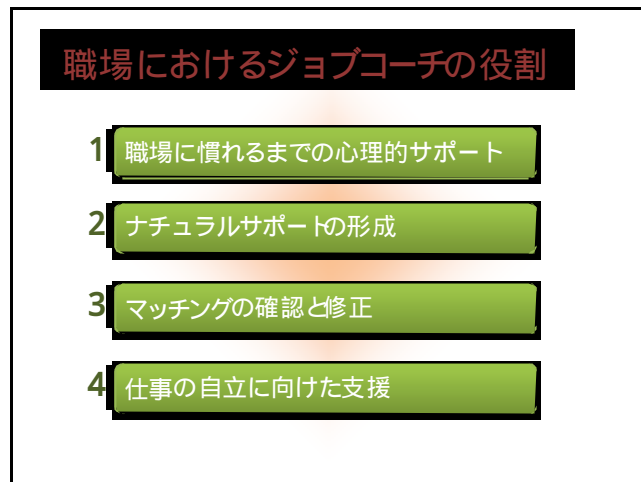 職場におけるジョブコーチの役割
1 職場に慣れるまでの心理的サポート
2 ナチュラルサポートの形成
3 マッチングの確認と修正
4 仕事の自立に向けた支援